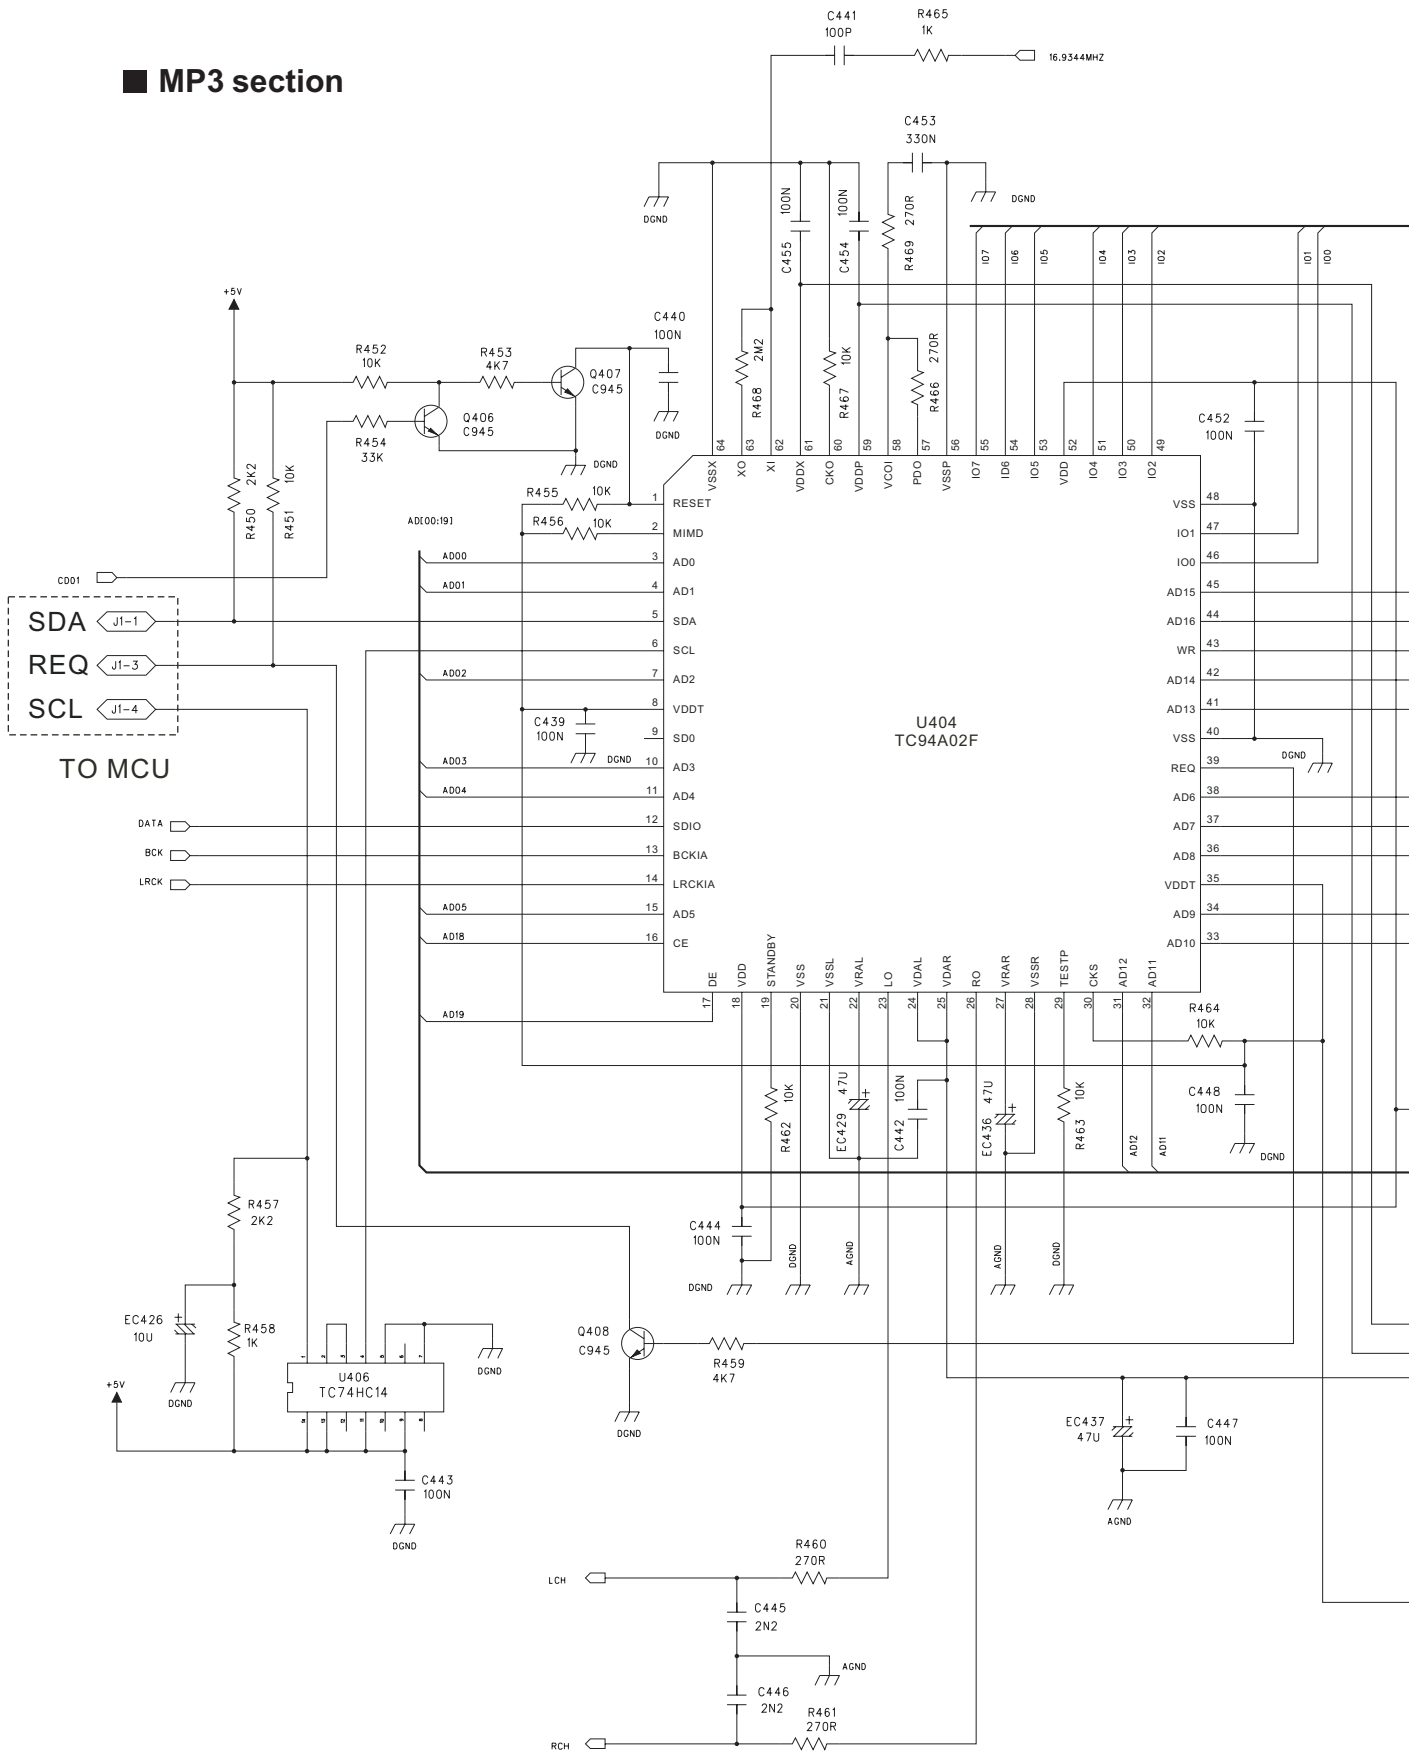 ■ MP3 section
C441
100P
R465
1K
16.9344MHZ
C453
330N
DGND
DGND
100N
C455
100N
C454
270R
R469
IO7
IO6
IO5
IO4
IO3
IO2
IO1
IO0
+5V
R452
10K
R453
4K7
Q407
C945
C440
100N
DGND
R454
33K
Q406
C945
DGND
2M2
R468
10K
R467
270R
R466
C452
100N
2K2
R450
10K
R451
R455
10K
R456
10K
AD[00:19]
CD01
SDA
J1-1
REQ
J1-3
SCL
J1-4
TO MCU
DATA
BCK
LRCK
AD00
AD01
AD02
AD03
AD04
AD05
AD18
AD19
C439
100N
DGND
U404
TC94A02F
64 VSSX
63 XO
62 XI
61 VDDX
60 CKO
59 VDDP
58 VCOI
57 PDO
56 VSSP
55 IO7
54 ID6
53 IO5
52 VDD
51 IO4
50 IO3
49 IO2
1 RESET
2 MIMD
3 AD0
4 AD1
5 SDA
6 SCL
7 AD2
8 VDDT
9 SD0
10 AD3
11 AD4
12 SDIO
13 BCKIA
14 LRCKIA
15 AD5
16 CE
VSS 48
IO1 47
IO0 46
AD15 45
AD16 44
WR 43
AD14 42
AD13 41
VSS 40
REQ 39
AD6 38
AD7 37
AD8 36
VDDT 35
AD9 34
AD10 33
DGND
DE 17
VDD 18
STANDBY 19
VSS 20
VSSL 21
VRAL 22
LO 23
VDAL 24
VDAR 25
RO 26
VRAR 27
VSSR 28
TESTP 29
CKS 30
AD12 31
AD11 32
R464
10K
10K
R462
47U
+
EC429
100N
C442
47U
+
EC436
10K
R463
AD12
AD11
C448
100N
DGND
R457
2K2
C444
100N
DGND
DGND
AGND
AGND
DGND
EC426
10U
+
R458
1K
DGND
+5V
U406
TC74HC14
1 2 3 4 5 6 7
14 13 12 11 10 9 8
DGND
C443
100N
DGND
Q408
C945
R459
4K7
DGND
EC437
47U
+
C447
100N
AGND
LCH
R460
270R
C445
2N2
AGND
C446
2N2
R461
270R
RCH